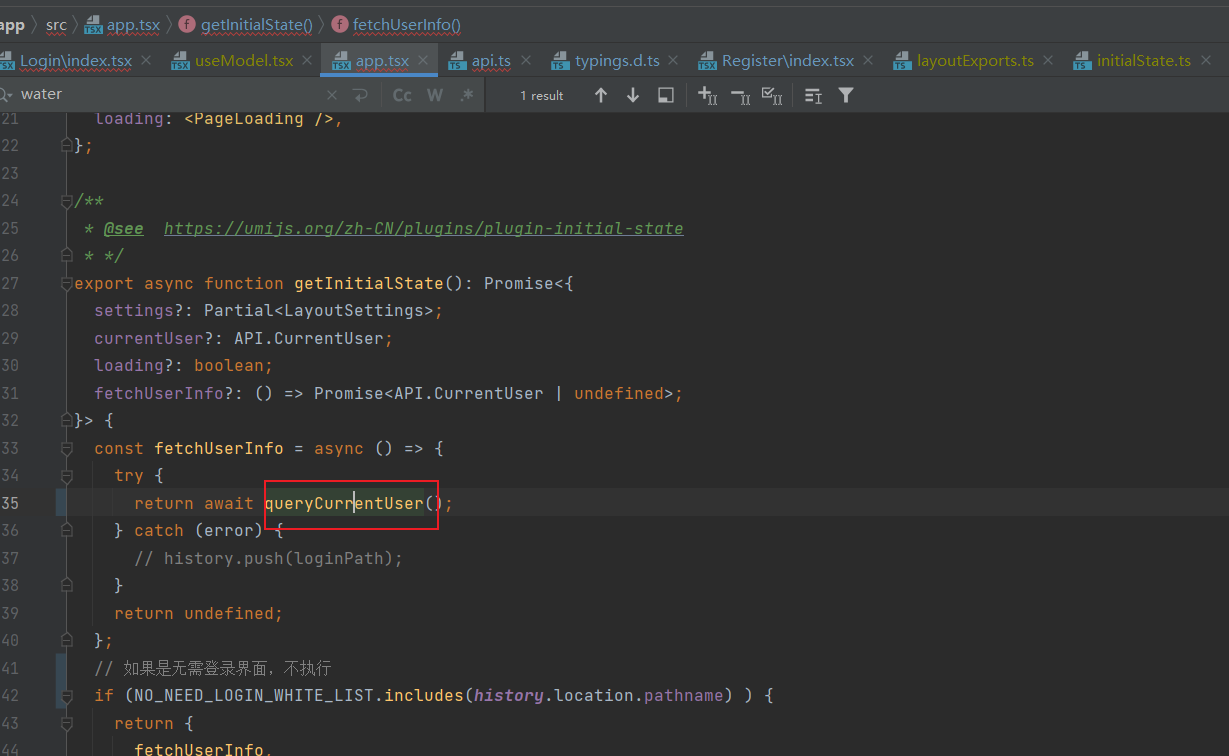 app 〉 src 〉 app.tsx 〉 f getInitialState() 〉 f fetchUserInfo()
Login\index.tsx × useModel.tsx × app.tsx × api.ts × typings.d.ts × Register\index.tsx × layoutExports.ts × initialState.ts ×
water × Cc W .* 1 result
21 loading: <PageLoading />,
22 };
23
24 /**
25 * @see https://umijs.org/zh-CN/plugins/plugin-initial-state
26 * */
27 export async function getInitialState(): Promise<{
28 settings?: Partial<LayoutSettings>;
29 currentUser?: API.CurrentUser;
30 loading?: boolean;
31 fetchUserInfo?: () => Promise<API.CurrentUser | undefined>;
32 }> {
33 const fetchUserInfo = async () => {
34 try {
35 return await queryCurrentUser();
36 } catch (error) {
37 // history.push(loginPath);
38 }
39 return undefined;
40 };
41 // 如果是无需登录界面，不执行
42 if (NO_NEED_LOGIN_WHITE_LIST.includes(history.location.pathname) ) {
43 return {
44 fetchUserInfo,